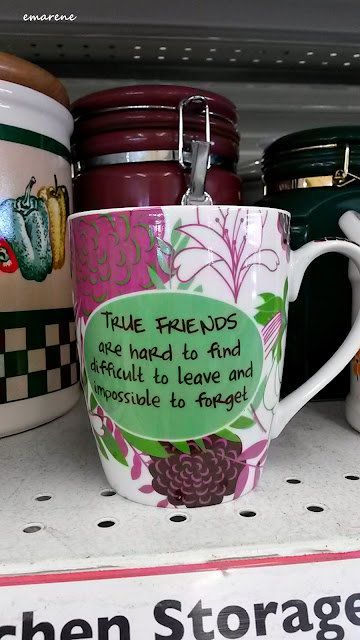 emarene
TRUE FRIENDS
are hard to find
difficult to leave and
impossible to forget
chen Storage